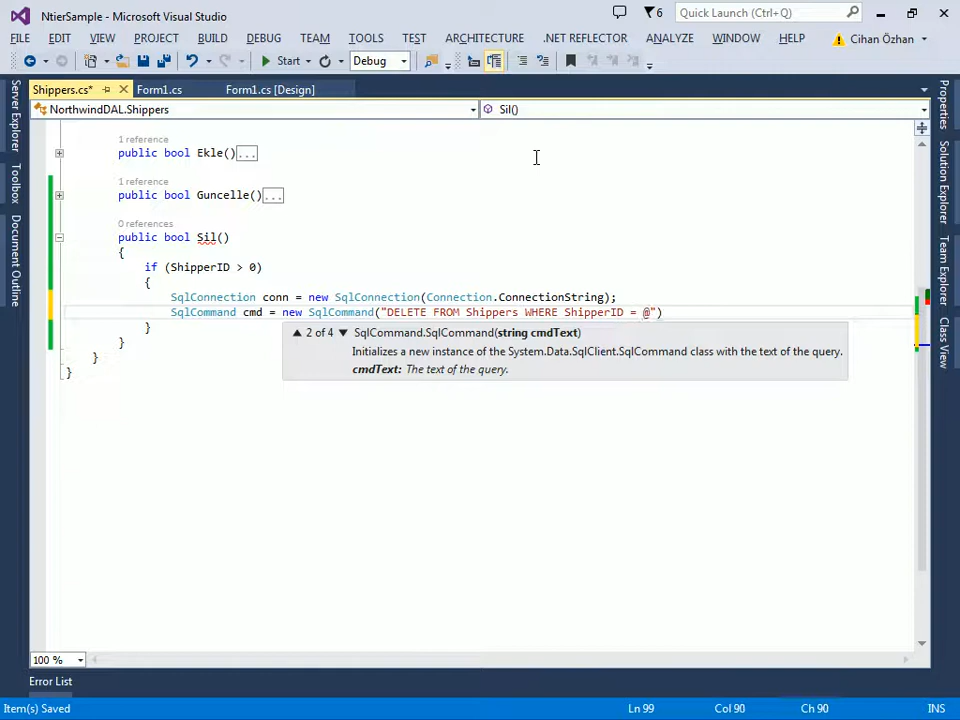 NtierSample - Microsoft Visual Studio
6
Quick Launch (Ctrl+Q)
FILE EDIT VIEW PROJECT BUILD DEBUG TEAM TOOLS TEST ARCHITECTURE .NET REFLECTOR ANALYZE WINDOW HELP Cihan Özhan
Start Debug
Shippers.cs* Form1.cs Form1.cs [Design]
NorthwindDAL.Shippers Sil()
Server Explorer
Toolbox
Document Outline
1 reference
public bool Ekle()...
1 reference
public bool Guncelle()...
0 references
public bool Sil()
{
if (ShipperID > 0)
{
SqlConnection conn = new SqlConnection(Connection.ConnectionString);
SqlCommand cmd = new SqlCommand("DELETE FROM Shippers WHERE ShipperID = @")
}
}
}
}
2 of 4 SqlCommand.SqlCommand(string cmdText)
Initializes a new instance of the System.Data.SqlClient.SqlCommand class with the text of the query.
cmdText: The text of the query.
Properties
Solution Explorer
Team Explorer
Class View
100 %
Error List
Item(s) Saved Ln 99 Col 90 Ch 90 INS